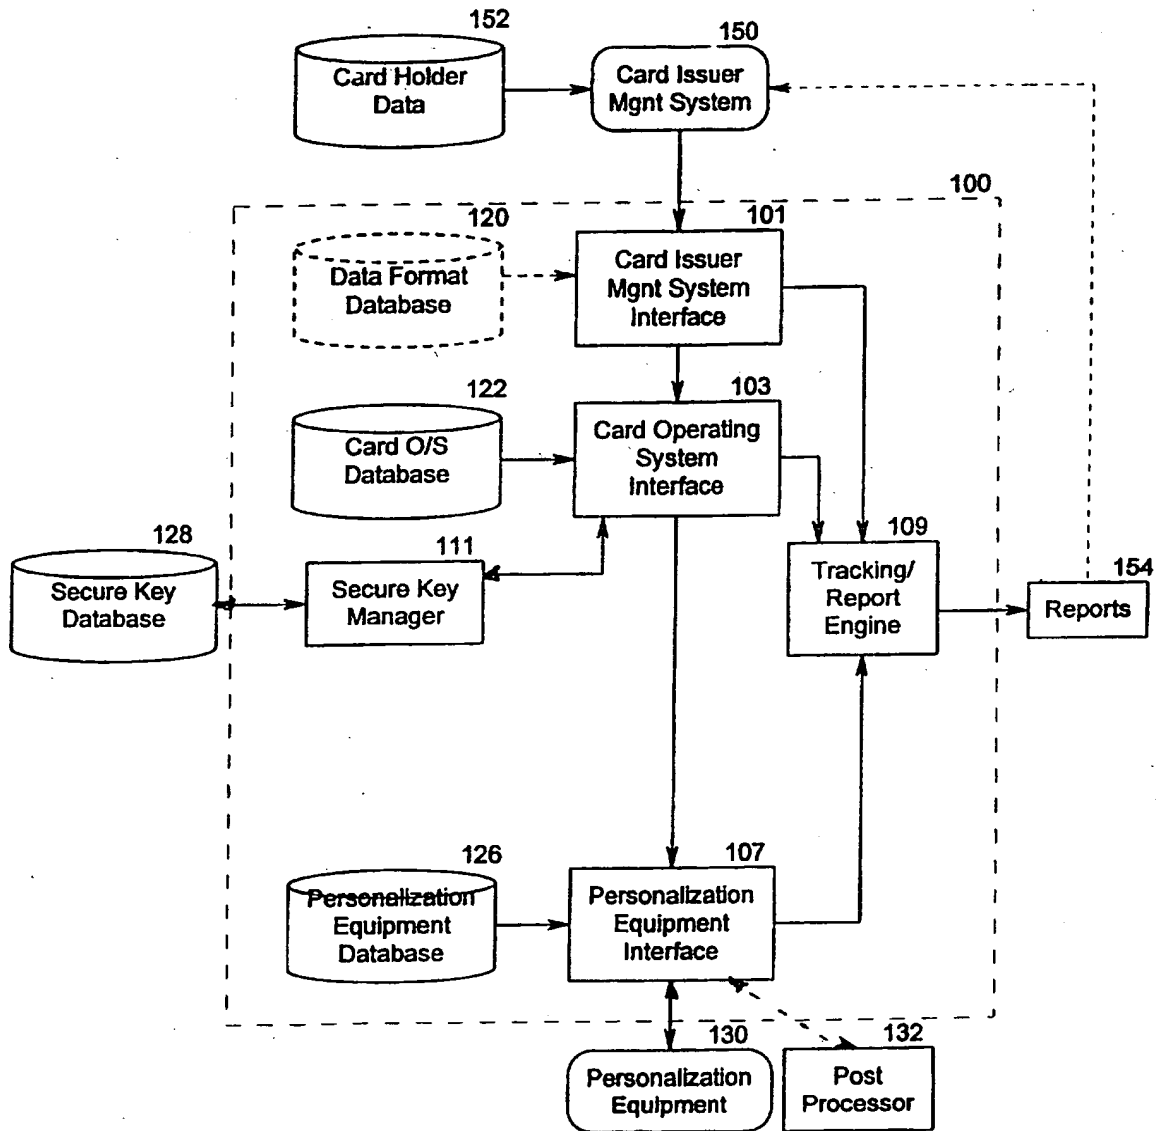 152
Card Holder
Data
150
Card Issuer
Mgnt System
100
120
Data Format
Database
101
Card Issuer
Mgnt System
Interface
122
Card O/S
Database
103
Card Operating
System
Interface
128
Secure Key
Database
111
Secure Key
Manager
109
Tracking/
Report
Engine
154
Reports
126
Personalization
Equipment
Database
107
Personalization
Equipment
Interface
130
Personalization
Equipment
132
Post
Processor